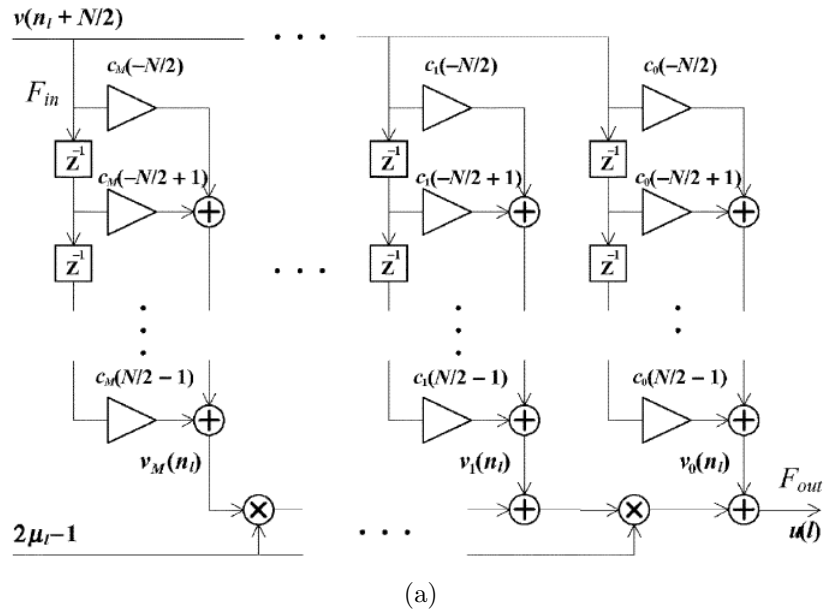 v(n_l + N/2)
F_in
c_M(-N/2)
c_1(-N/2)
c_0(-N/2)
z^-1
z^-1
z^-1
c_M(-N/2 + 1)
c_1(-N/2 + 1)
c_0(-N/2 + 1)
z^-1
z^-1
z^-1
c_M(N/2 - 1)
c_1(N/2 - 1)
c_0(N/2 - 1)
v_M(n_l)
v_1(n_l)
v_0(n_l)
F_out
2μ_l-1
u(l)
(a)